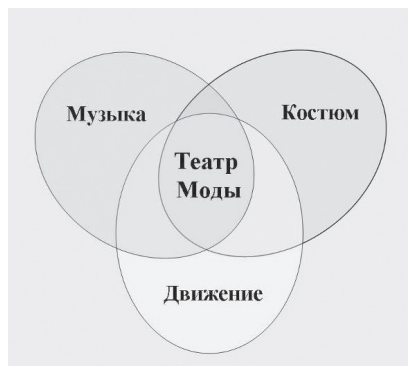 Музыка
Костюм
Театр
Моды
Движение